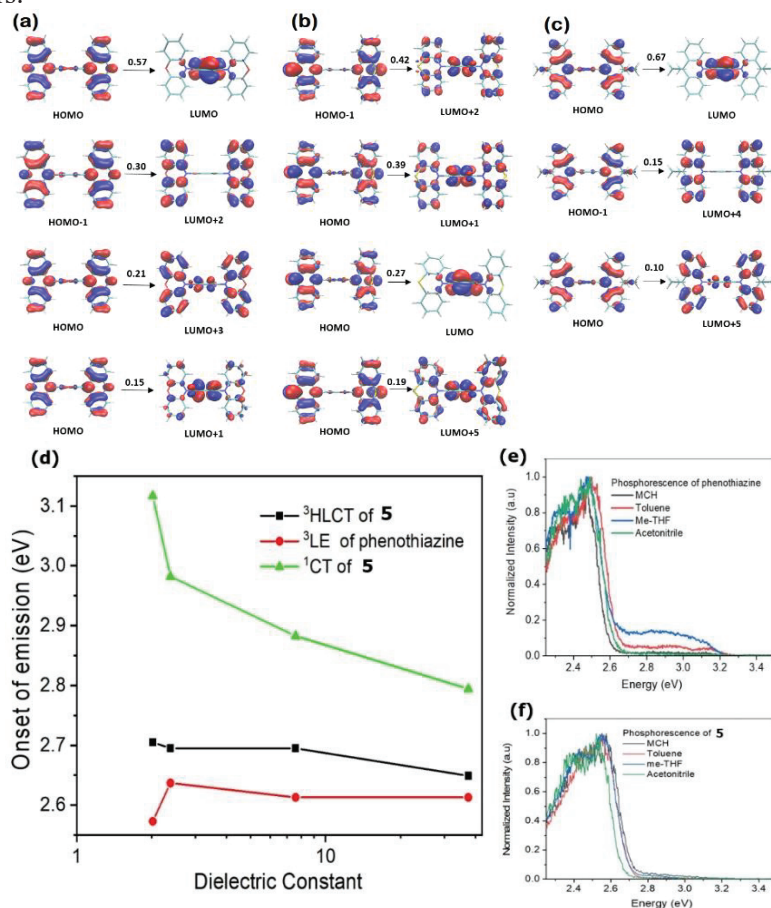 rs.
(a)
(b)
(c)
0.57
HOMO
LUMO
0.42
HOMO-1
LUMO+2
0.67
HOMO
LUMO
0.30
HOMO-1
LUMO+2
0.39
HOMO
LUMO+1
0.15
HOMO-1
LUMO+4
0.21
HOMO
LUMO+3
0.27
HOMO
LUMO
0.10
HOMO
LUMO+5
0.15
HOMO
LUMO+1
0.19
HOMO
LUMO+5
(d)
Onset of emission (eV)
3.1
3.0
2.9
2.8
2.7
2.6
³HLCT of 5
³LE of phenothiazine
¹CT of 5
1
10
Dielectric Constant
(e)
Normalized Intensity (a.u)
1.0
0.8
0.6
0.4
0.2
0.0
Phosphorescence of phenothiazine
MCH
Toluene
Me-THF
Acetonitrile
2.4 2.6 2.8 3.0 3.2 3.4
Energy (eV)
(f)
Normalized Intensity (a.u)
1.0
0.8
0.6
0.4
0.2
0.0
Phosphorescence of 5
MCH
Toluene
me-THF
Acetonitrile
2.4 2.6 2.8 3.0 3.2 3.4
Energy (eV)